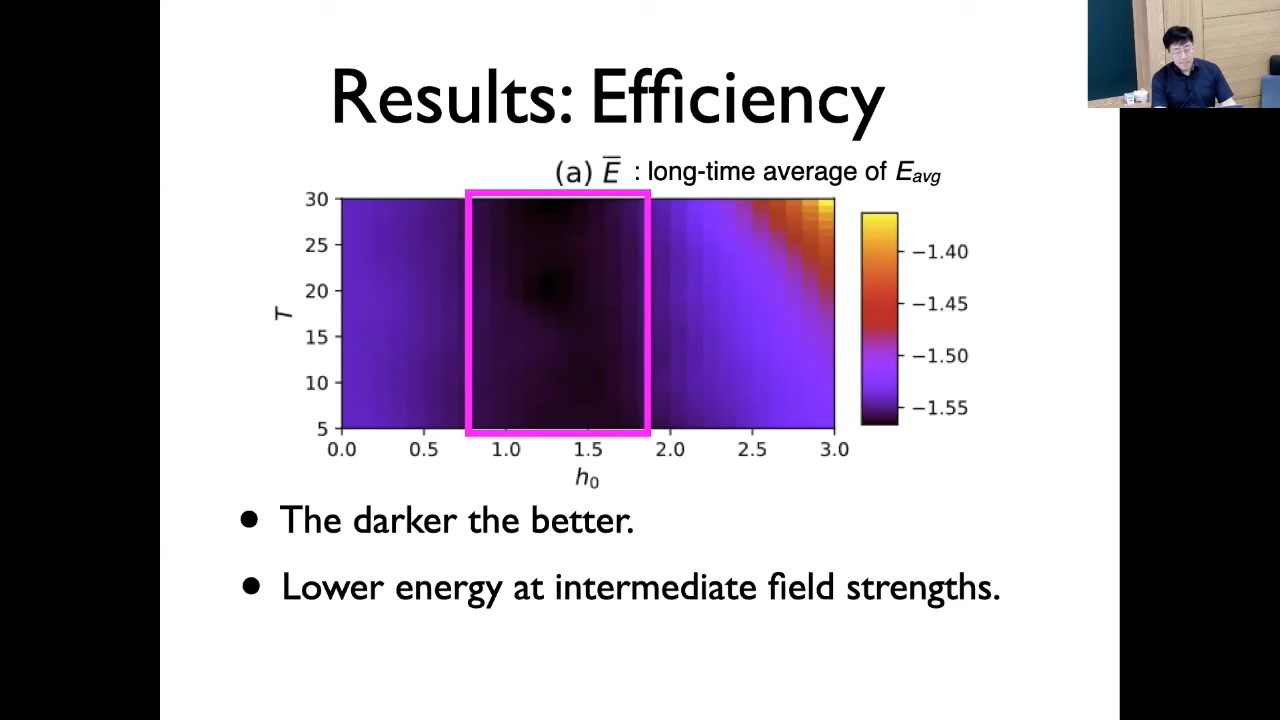 Results: Efficiency
(a) E̅ : long-time average of Eavg
30
25
20
15
10
5
T
0.0 0.5 1.0 1.5 2.0 2.5 3.0
h₀
−1.40
−1.45
−1.50
−1.55
• The darker the better.
• Lower energy at intermediate field strengths.